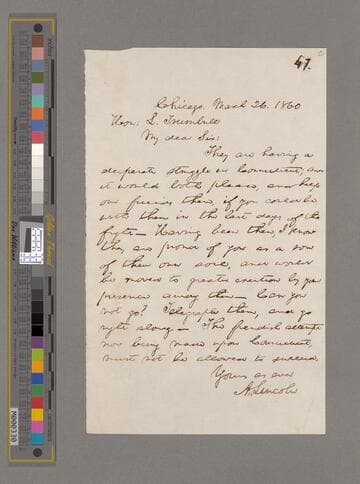 47.
Chicago, March 26, 1860
Hon: L. Trumbull
My dear Sir:
They are having a
desperate struggle in Connecticut, and
it would both please, and help
our friends there, if you could be
with them in the last days of the
fight— Having been there, I know
they are proud of you as a son
of their own soil, and would
be moved to greater exertion by your
presence among them— Can you
not go? Telegraph them, and go
right along— The fiendish attempt
now being made upon Connecticut,
must not be allowed to succeed.
Yours as ever
A. Lincoln